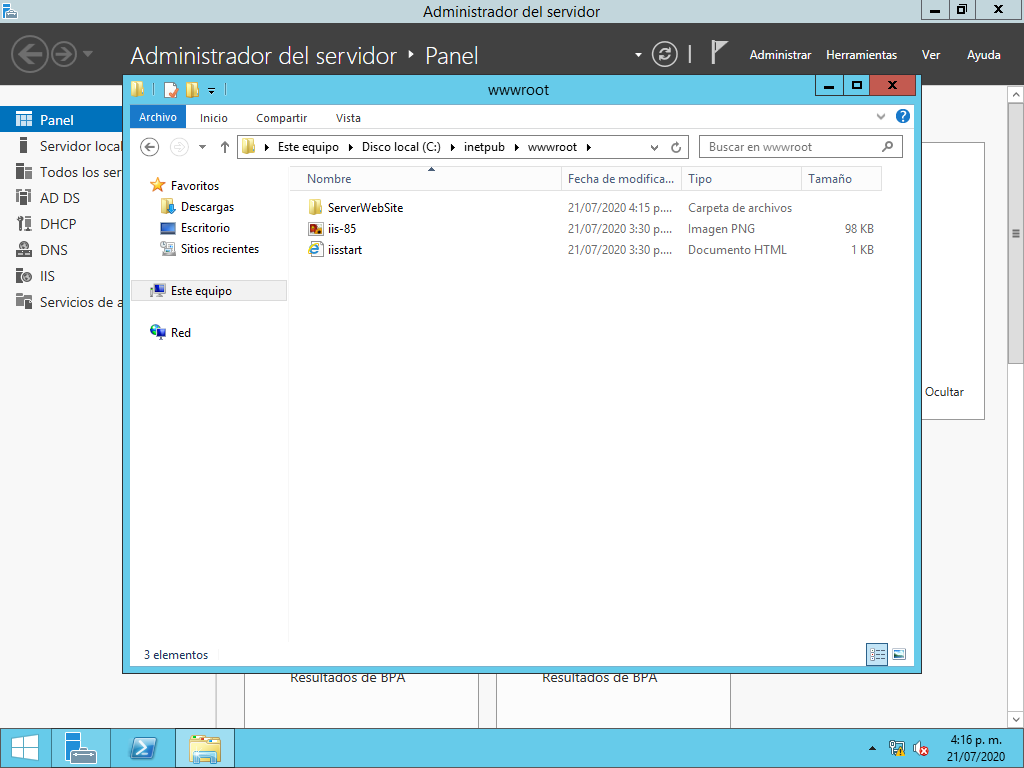 Administrador del servidor
Administrador del servidor Panel
Administrar Herramientas Ver Ayuda
wwwroot
Archivo Inicio Compartir Vista
Este equipo Disco local (C:) inetpub wwwroot
Buscar en wwwroot
Panel
Servidor local
Todos los ser
AD DS
DHCP
DNS
IIS
Servicios de a
Favoritos
Descargas
Escritorio
Sitios recientes
Este equipo
Red
Nombre Fecha de modifica... Tipo Tamaño
ServerWebSite 21/07/2020 4:15 p.... Carpeta de archivos
iis-85 21/07/2020 3:30 p.... Imagen PNG 98 KB
iisstart 21/07/2020 3:30 p.... Documento HTML 1 KB
Ocultar
3 elementos
Resultados de BPA Resultados de BPA
4:16 p. m.
21/07/2020